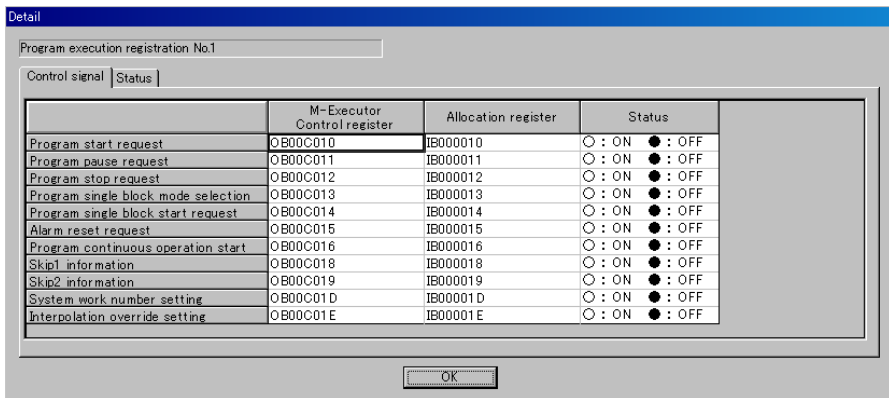 Detail
Program execution registration No.1
Control signal Status
M-Executor Control register Allocation register Status
Program start request OB00C010 IB000010 ○ : ON ● : OFF
Program pause request OB00C011 IB000011 ○ : ON ● : OFF
Program stop request OB00C012 IB000012 ○ : ON ● : OFF
Program single block mode selection OB00C013 IB000013 ○ : ON ● : OFF
Program single block start request OB00C014 IB000014 ○ : ON ● : OFF
Alarm reset request OB00C015 IB000015 ○ : ON ● : OFF
Program continuous operation start OB00C016 IB000016 ○ : ON ● : OFF
Skip1 information OB00C018 IB000018 ○ : ON ● : OFF
Skip2 information OB00C019 IB000019 ○ : ON ● : OFF
System work number setting OB00C01D IB00001D ○ : ON ● : OFF
Interpolation override setting OB00C01E IB00001E ○ : ON ● : OFF
OK